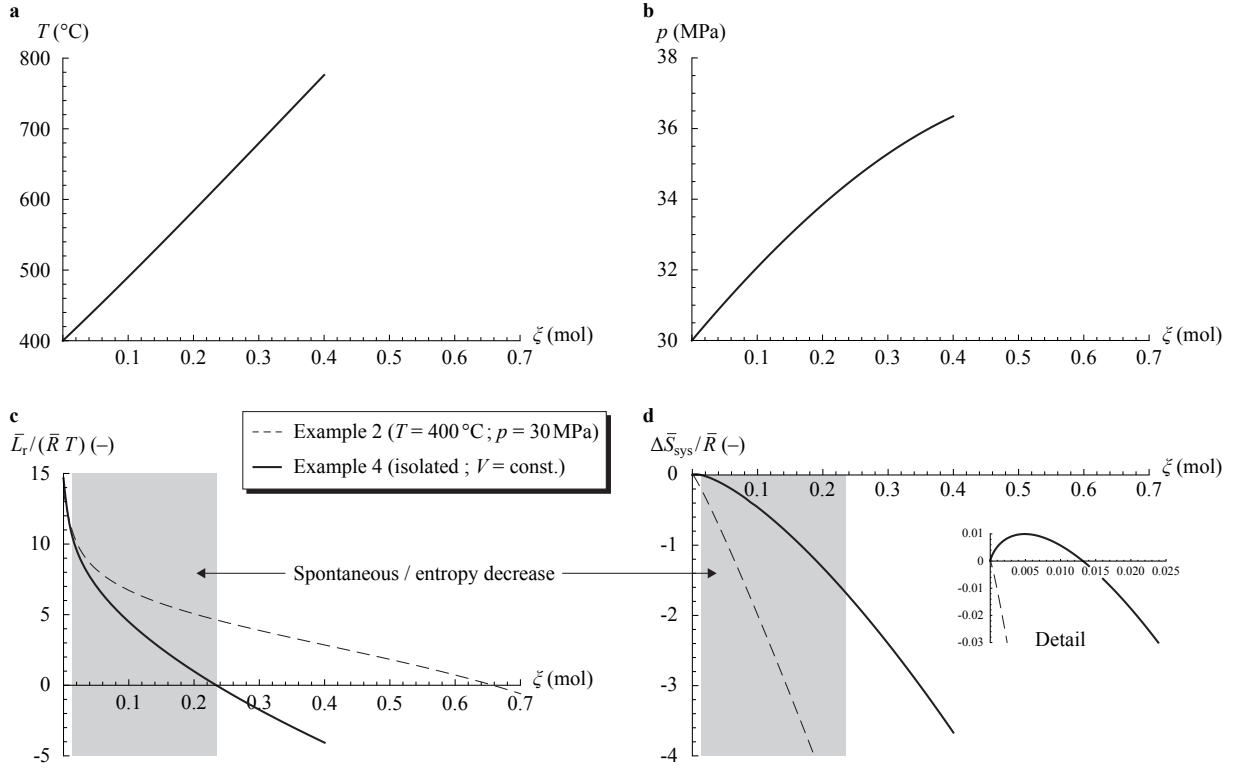 a
T (°C)
800
700
600
500
400
0.1 0.2 0.3 0.4 0.5 0.6 0.7
ξ (mol)
b
p (MPa)
38
36
34
32
30
0.1 0.2 0.3 0.4 0.5 0.6 0.7
ξ (mol)
c
L̄r / (R̄ T) (–)
Example 2 (T = 400 °C ; p = 30 MPa)
Example 4 (isolated ; V = const.)
15
10
5
0
-5
0.1 0.2 0.3 0.4 0.5 0.6 0.7
ξ (mol)
Spontaneous / entropy decrease
d
ΔS̄sys / R̄ (–)
0
-1
-2
-3
-4
0.1 0.2 0.3 0.4 0.5 0.6 0.7
ξ (mol)
0.01
0
-0.01
-0.02
-0.03
0.005 0.010 0.015 0.020 0.025
Detail